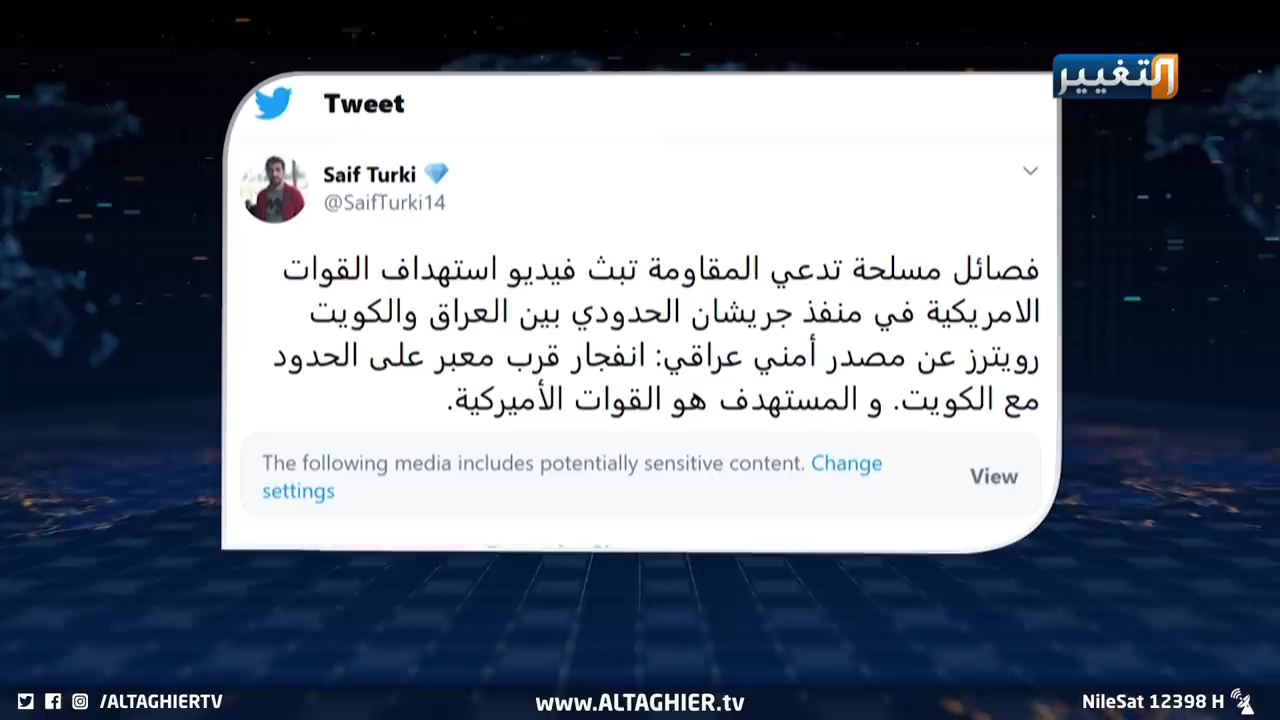 التغيير
Tweet
Saif Turki
@SaifTurki14
فصائل مسلحة تدعي المقاومة تبث فيديو استهداف القوات
الامريكية في منفذ جريشان الحدودي بين العراق والكويت
رويترز عن مصدر أمني عراقي: انفجار قرب معبر على الحدود
مع الكويت. و المستهدف هو القوات الأميركية.
The following media includes potentially sensitive content. Change
settings
View
/ALTAGHIERTV
www.ALTAGHIER.tv
NileSat 12398 H